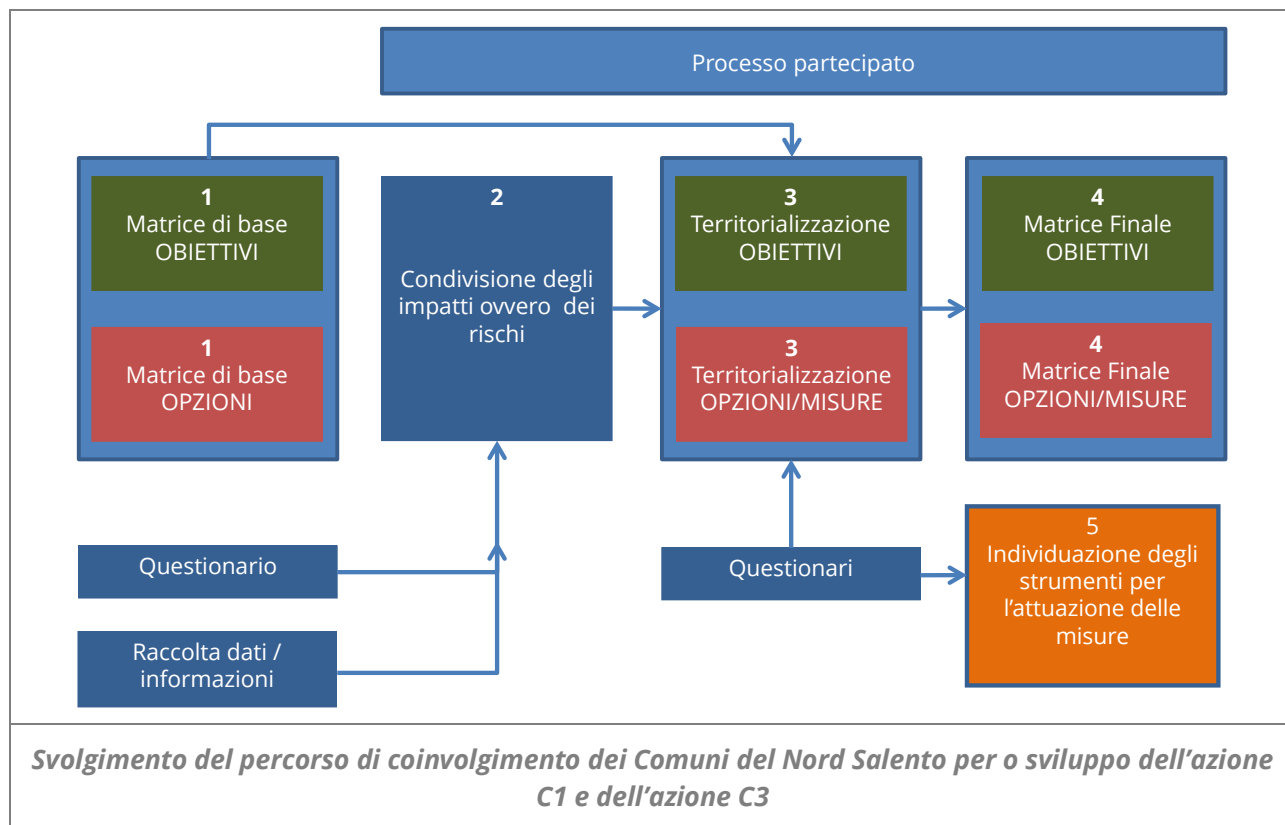 Processo partecipato
1
Matrice di base
OBIETTIVI
1
Matrice di base
OPZIONI
2
Condivisione degli
impatti ovvero dei
rischi
3
Territorializzazione
OBIETTIVI
3
Territorializzazione
OPZIONI/MISURE
4
Matrice Finale
OBIETTIVI
4
Matrice Finale
OPZIONI/MISURE
Questionario
Raccolta dati /
informazioni
Questionari
5
Individuazione degli
strumenti per
l’attuazione delle
misure
Svolgimento del percorso di coinvolgimento dei Comuni del Nord Salento per o sviluppo dell’azione
C1 e dell’azione C3